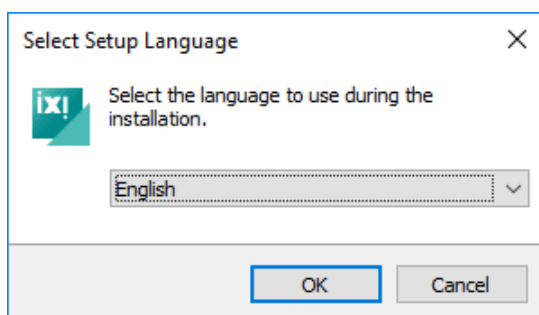 Select Setup Language
ixi
Select the language to use during the
installation.
English
OK
Cancel